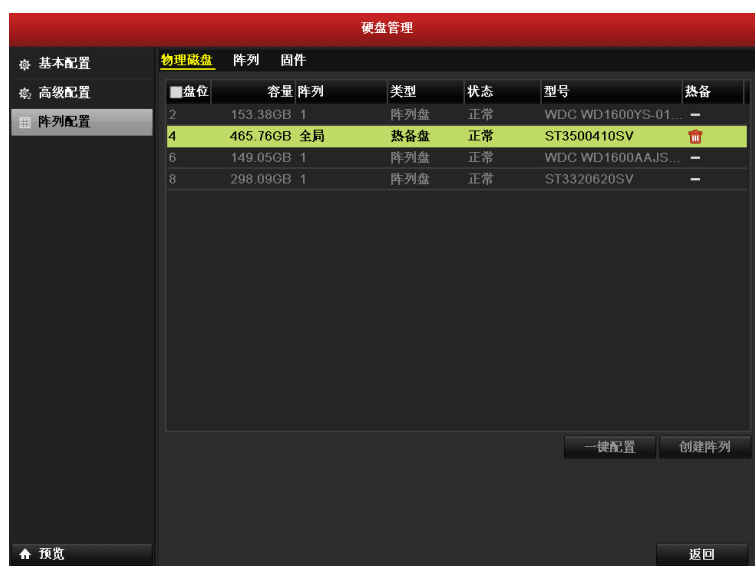 硬盘管理
基本配置
高级配置
阵列配置
物理磁盘 阵列 固件
盘位 容量 阵列 类型 状态 型号 热备
2 153.38GB 1 阵列盘 正常 WDC WD1600YS-01... –
4 465.76GB 全局 热备盘 正常 ST3500410SV
6 149.05GB 1 阵列盘 正常 WDC WD1600AAJS... –
8 298.09GB 1 阵列盘 正常 ST3320620SV –
一键配置 创建阵列
预览 返回